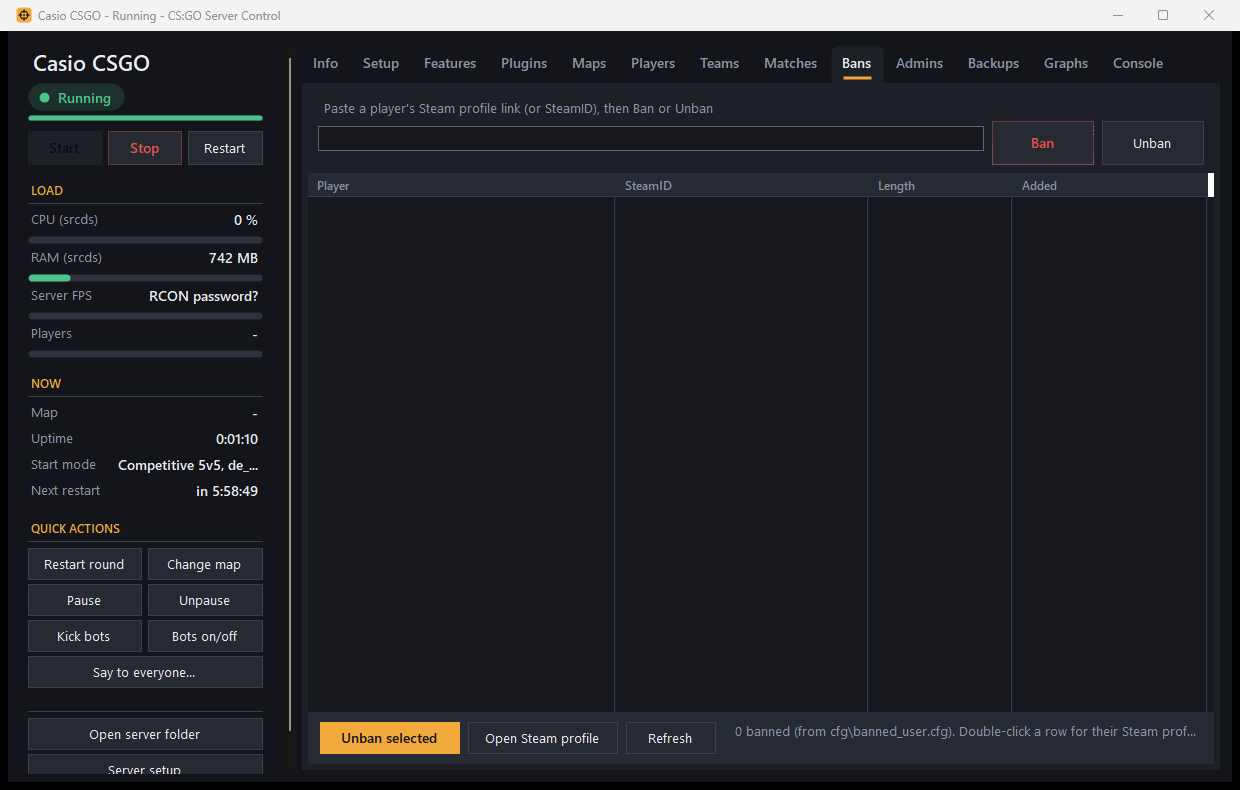 Casio CSGO - Running - CS:GO Server Control
Casio CSGO
Running
Start
Stop
Restart
LOAD
CPU (srcds)
0 %
RAM (srcds)
742 MB
Server FPS
RCON password?
Players
-
NOW
Map
-
Uptime
0:01:10
Start mode
Competitive 5v5, de_...
Next restart
in 5:58:49
QUICK ACTIONS
Restart round
Change map
Pause
Unpause
Kick bots
Bots on/off
Say to everyone...
Open server folder
Server setup
Info
Setup
Features
Plugins
Maps
Players
Teams
Matches
Bans
Admins
Backups
Graphs
Console
Paste a player's Steam profile link (or SteamID), then Ban or Unban
Ban
Unban
Player
SteamID
Length
Added
Unban selected
Open Steam profile
Refresh
0 banned (from cfg\banned_user.cfg). Double-click a row for their Steam prof...